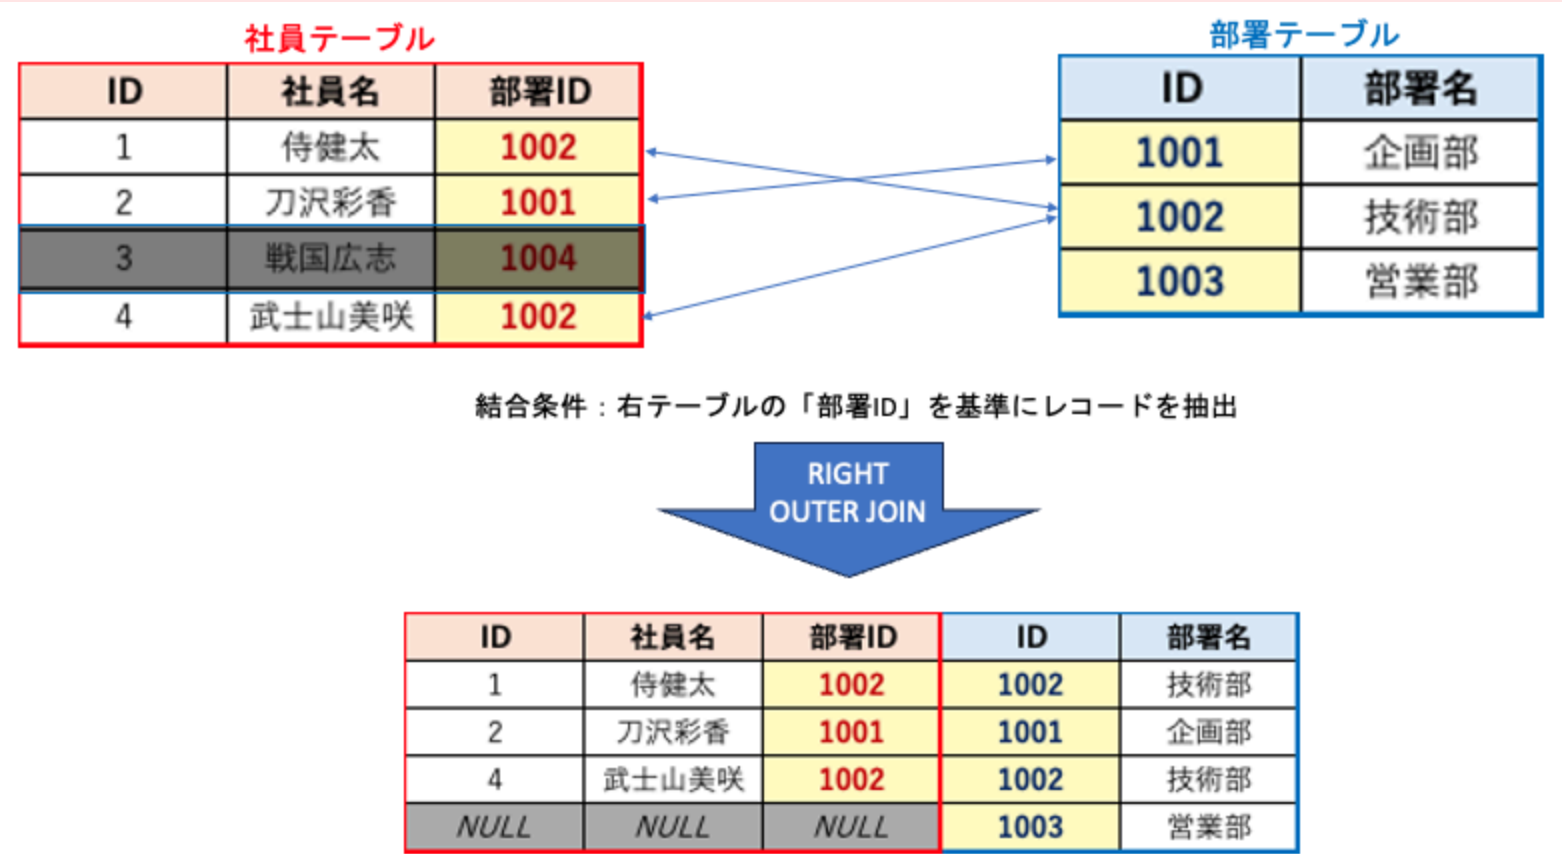 社員テーブル
ID 社員名 部署ID
1 侍健太 1002
2 刀沢彩香 1001
3 戦国広志 1004
4 武士山美咲 1002
部署テーブル
ID 部署名
1001 企画部
1002 技術部
1003 営業部
結合条件：右テーブルの「部署ID」を基準にレコードを抽出
RIGHT
OUTER JOIN
ID 社員名 部署ID ID 部署名
1 侍健太 1002 1002 技術部
2 刀沢彩香 1001 1001 企画部
4 武士山美咲 1002 1002 技術部
NULL NULL NULL 1003 営業部